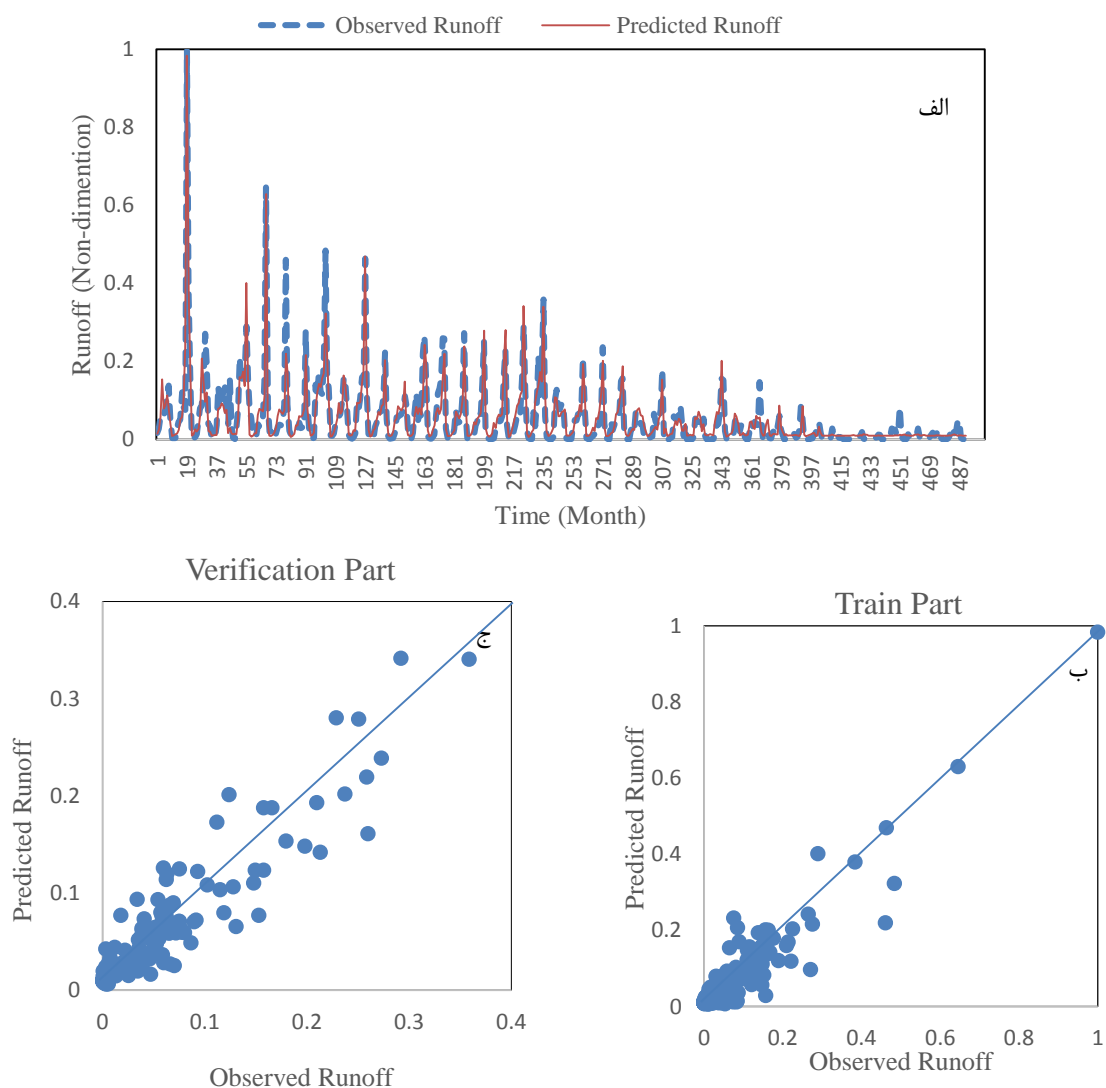 Observed Runoff Predicted Runoff
الف
Runoff (Non-dimention)
1
0.8
0.6
0.4
0.2
0
1 19 37 55 73 91 109 127 145 163 181 199 217 235 253 271 289 307 325 343 361 379 397 415 433 451 469 487
Time (Month)
Verification Part
ج
Predicted Runoff
0.4
0.3
0.2
0.1
0
0 0.1 0.2 0.3 0.4
Observed Runoff
Train Part
ب
Predicted Runoff
1
0.8
0.6
0.4
0.2
0
0 0.2 0.4 0.6 0.8 1
Observed Runoff